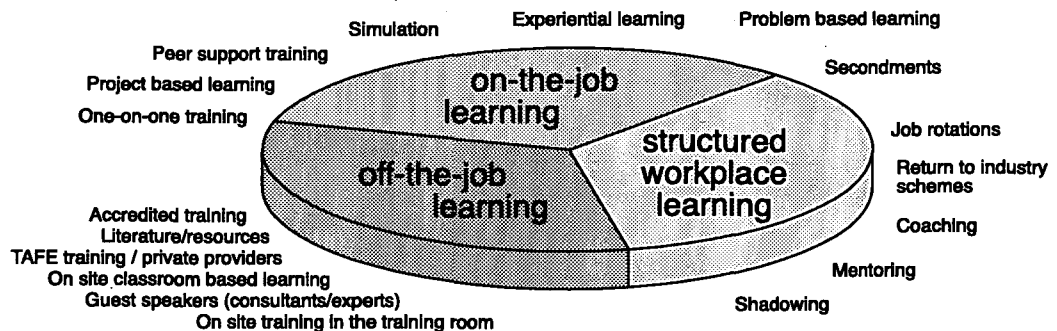 Simulation
Experiential learning
Problem based learning
Peer support training
Secondments
Project based learning
One-on-one training
on-the-job
learning
structured
workplace
learning
off-the-job
learning
Job rotations
Return to industry
schemes
Coaching
Mentoring
Shadowing
Accredited training
Literature/resources
TAFE training / private providers
On site classroom based learning
Guest speakers (consultants/experts)
On site training in the training room